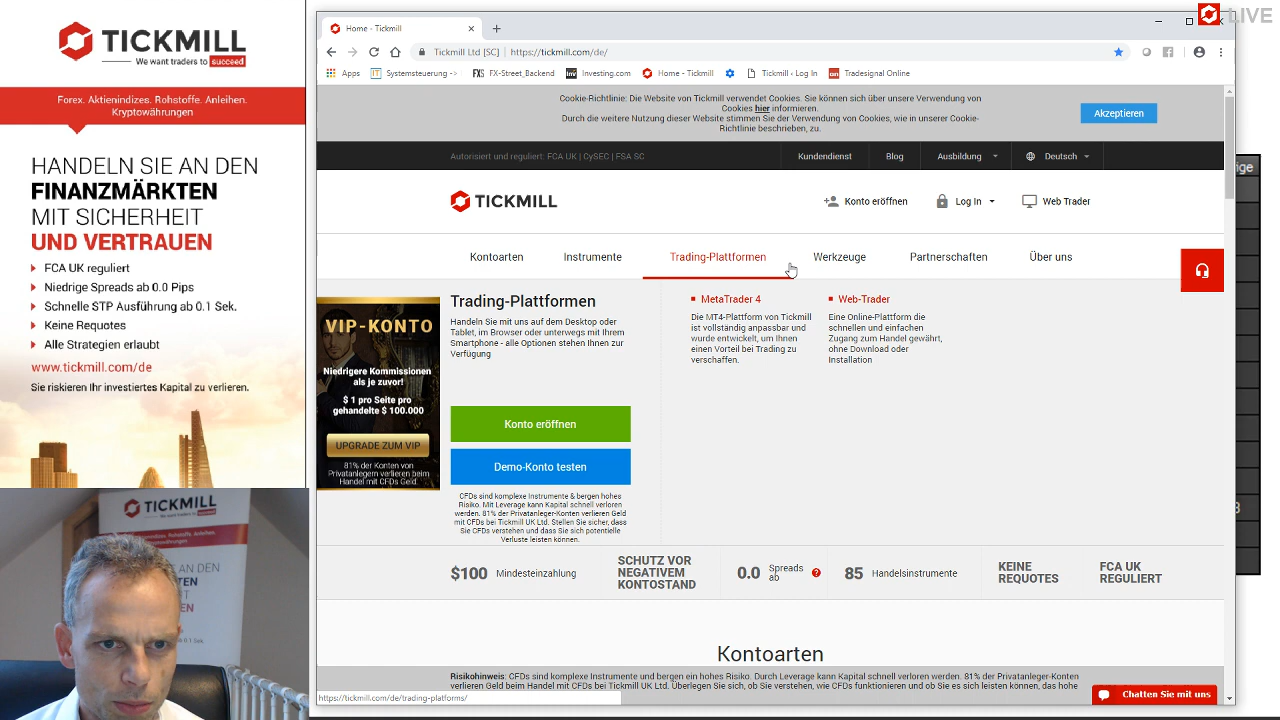 TICKMILL
We want traders to succeed
Forex. Aktienindizes. Rohstoffe. Anleihen.
Kryptowährungen
HANDELN SIE AN DEN
FINANZMÄRKTEN
MIT SICHERHEIT
UND VERTRAUEN
FCA UK reguliert
Niedrige Spreads ab 0.0 Pips
Schnelle STP Ausführung ab 0.1 Sek.
Keine Requotes
Alle Strategien erlaubt
www.tickmill.com/de
Sie riskieren Ihr investiertes Kapital zu verlieren.
TICKMILL
LIVE
Home - Tickmill
Tickmill Ltd [SC] https://tickmill.com/de/
Apps
Systemsteuerung ->
FX-Street_Backend
Investing.com
Home - Tickmill
Tickmill ‹ Log In
Tradesignal Online
Cookie-Richtlinie: Die Website von Tickmill verwendet Cookies. Sie können sich über unsere Verwendung von
Cookies hier informieren.
Durch die weitere Nutzung dieser Website stimmen Sie der Verwendung von Cookies, wie in unserer Cookie-
Richtlinie beschrieben, zu.
Akzeptieren
Autorisiert und reguliert: FCA UK | CySEC | FSA SC
Kundendienst
Blog
Ausbildung
Deutsch
TICKMILL
Konto eröffnen
Log In
Web Trader
Kontoarten
Instrumente
Trading-Plattformen
Werkzeuge
Partnerschaften
Über uns
VIP-KONTO
Niedrigere Kommissionen
als je zuvor!
$ 1 pro Seite pro
gehandelte $ 100.000
UPGRADE ZUM VIP
81% der Konten von
Privatanlegern verlieren beim
Handel mit CFDs Geld.
Trading-Plattformen
Handeln Sie mit uns auf dem Desktop oder
Tablet, im Browser oder unterwegs mit Ihrem
Smartphone - alle Optionen stehen Ihnen zur
Verfügung
Konto eröffnen
Demo-Konto testen
CFDs sind komplexe Instrumente & bergen hohes
Risiko. Mit Leverage kann Kapital schnell verloren
werden. 81% der Privatanleger-Konten verlieren Geld
mit CFDs bei Tickmill UK Ltd. Stellen Sie sicher, dass
Sie CFDs verstehen und dass Sie sich potentielle
Verluste leisten können.
MetaTrader 4
Die MT4-Plattform von Tickmill
ist vollständig anpassbar und
wurde entwickelt, um Ihnen
einen Vorteil bei Trading zu
verschaffen.
Web-Trader
Eine Online-Plattform die
schnellen und einfachen
Zugang zum Handel gewährt,
ohne Download oder
Installation
$100 Mindesteinzahlung
SCHUTZ VOR
NEGATIVEM
KONTOSTAND
0.0 Spreads
ab
85 Handelsinstrumente
KEINE
REQUOTES
FCA UK
REGULIERT
Kontoarten
Risikohinweis: CFDs sind komplexe Instrumente und bergen ein hohes Risiko. Durch Leverage kann Kapital schnell verloren werden. 81% der Privatanleger-Konten
verlieren Geld beim Handel mit CFDs bei Tickmill UK Ltd. Überlegen Sie sich, ob Sie verstehen, wie CFDs funktionieren und ob Sie es sich leisten können, das hohe
https://tickmill.com/de/trading-platforms/
Chatten Sie mit uns